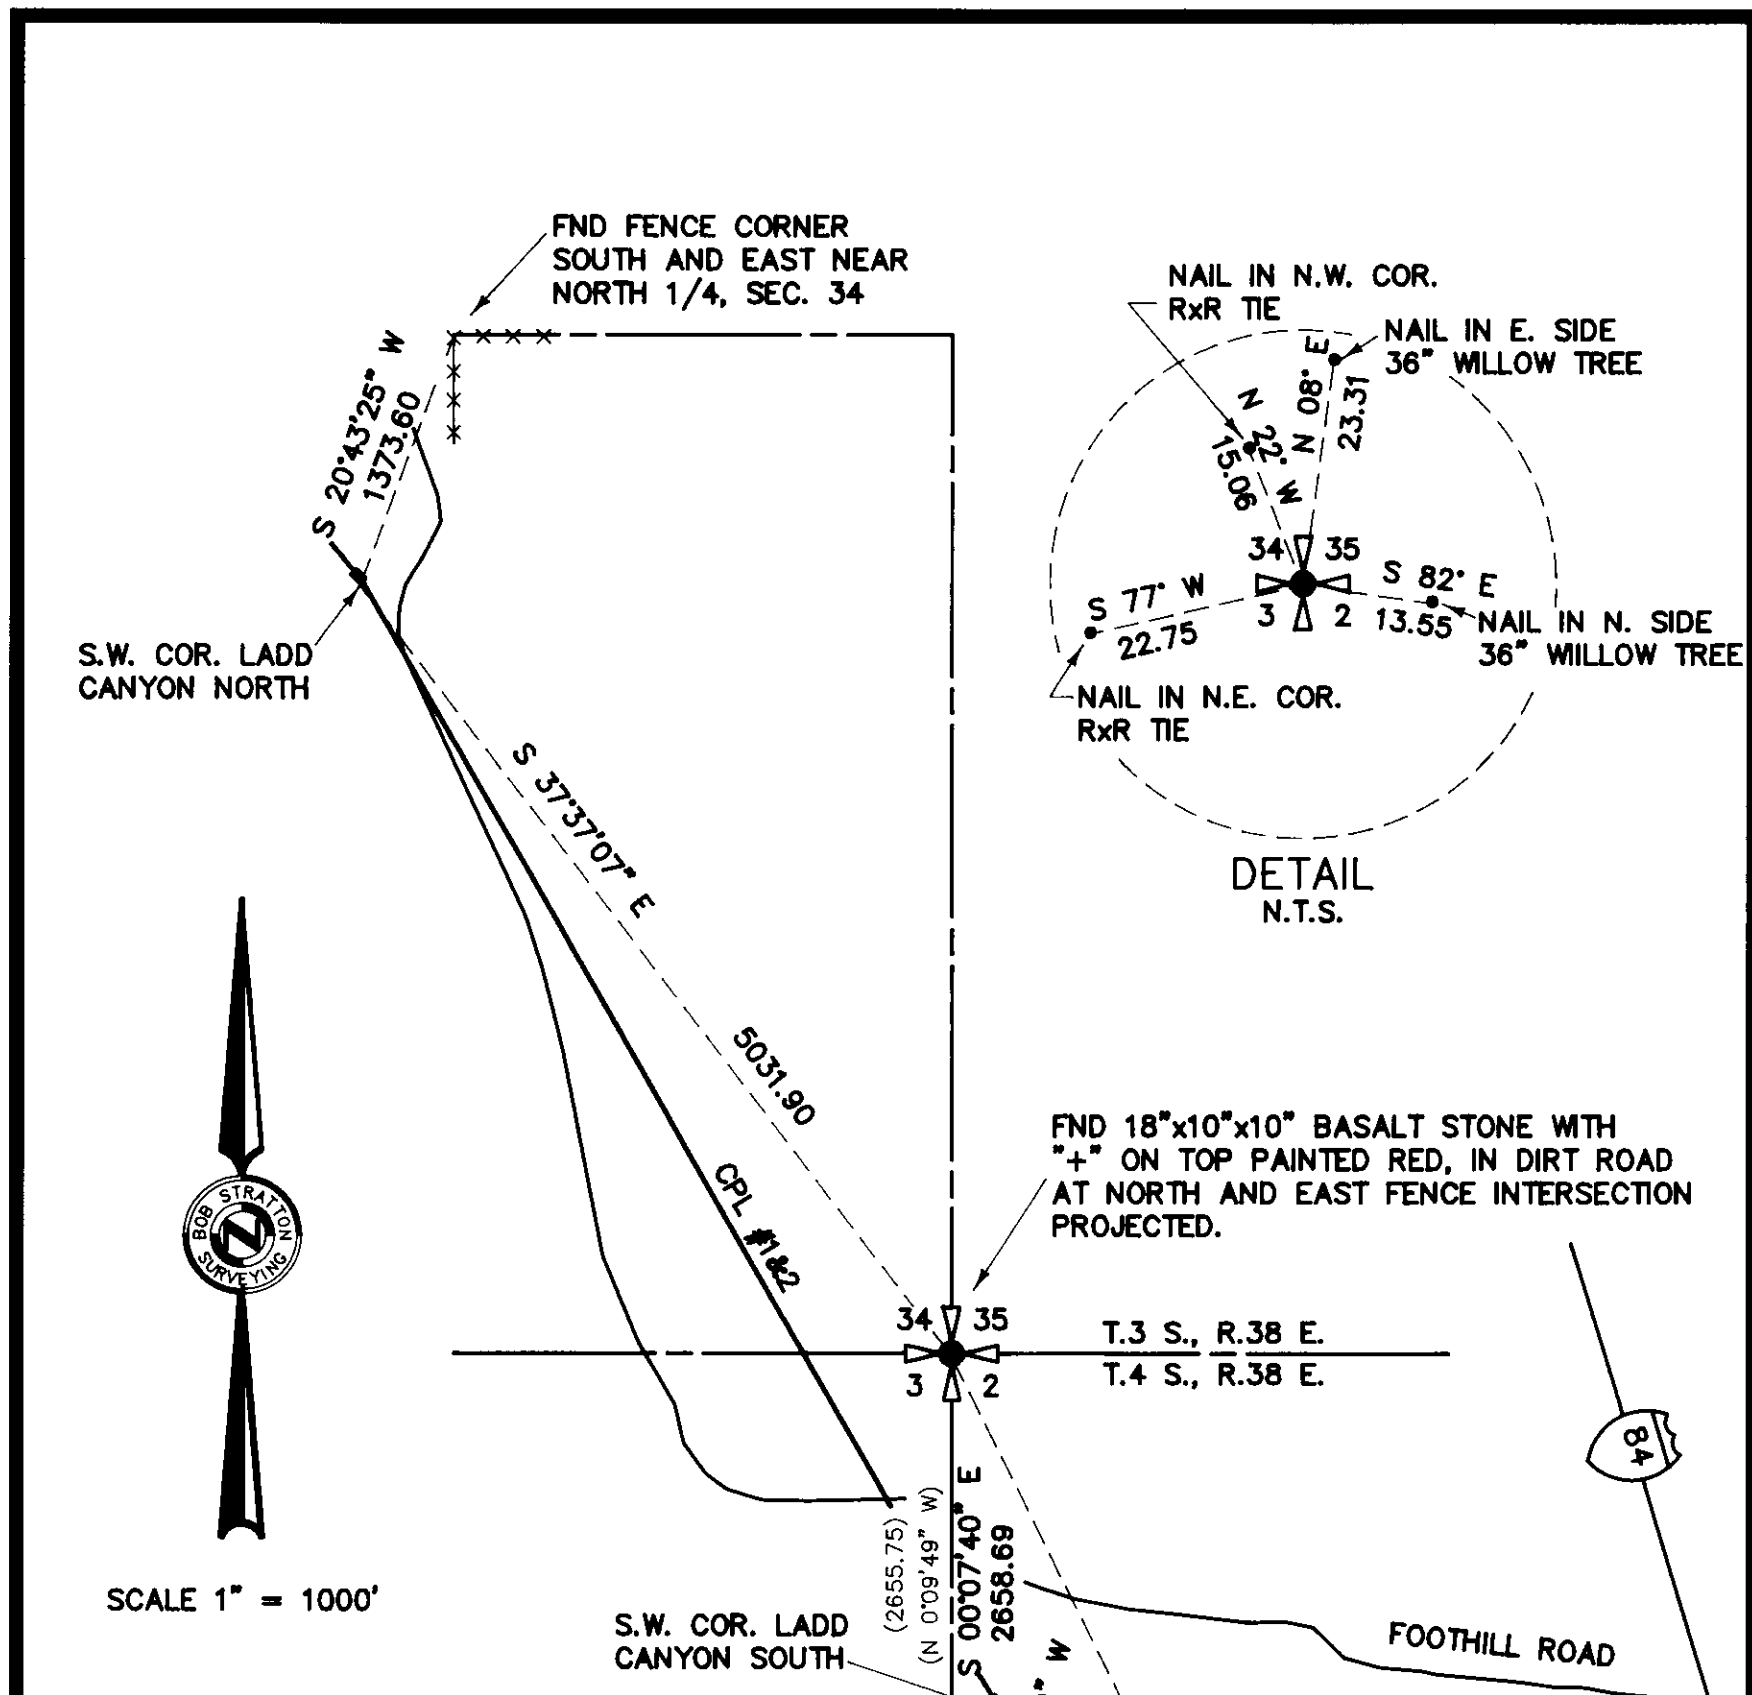 FND FENCE CORNER
SOUTH AND EAST NEAR
NORTH 1/4, SEC. 34
S 20°43'25" W
1373.60
S.W. COR. LADD
CANYON NORTH
NAIL IN N.W. COR.
RxR TIE
NAIL IN E. SIDE
36" WILLOW TREE
N 22° W
15.06
N 08° E
23.31
34 35
3 2
S 77° W
22.75
S 82° E
13.55
NAIL IN N. SIDE
36" WIILLOW TREE
NAIL IN N.E. COR.
RxR TIE
DETAIL
N.T.S.
S 37°37'07" E
5031.90
CPL #1&2
FND 18"x10"x10" BASALT STONE WITH
"+" ON TOP PAINTED RED, IN DIRT ROAD
AT NORTH AND EAST FENCE INTERSECTION
PROJECTED.
BOB STRATTON
SURVEYING
N
34 35
3 2
T.3 S., R.38 E.
T.4 S., R.38 E.
84
(2655.75)
(N 0°09'49" W)
S 00°07'40" E
2658.69
SCALE 1" = 1000'
S.W. COR. LADD
CANYON SOUTH
FOOTHILL ROAD
" W